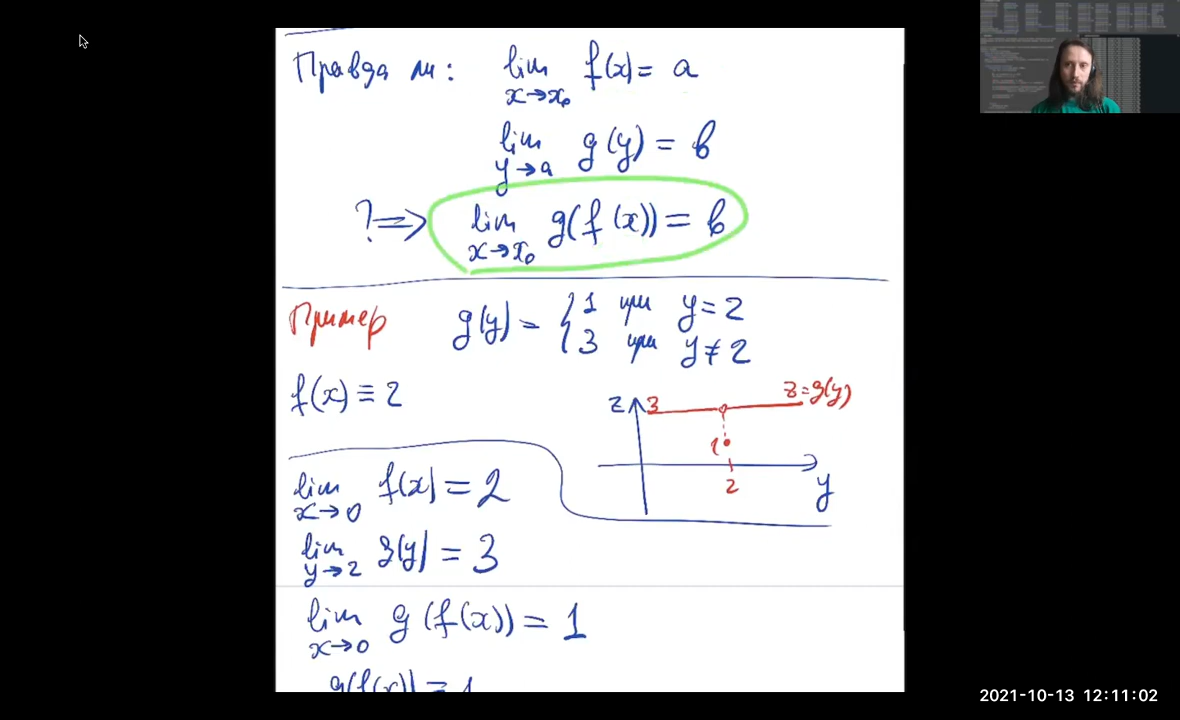 Правда ли: lim f(x) = a
x→x₀
lim g(y) = b
y→a
? ⟹ lim g(f(x)) = b
x→x₀
Пример g(y) = { 1 при y = 2
3 при y ≠ 2
f(x) ≡ 2
z 3 z=g(y)
1
2 y
lim f(x) = 2
x→0
lim g(y) = 3
y→2
lim g(f(x)) = 1
x→0
g(f(x)) = 1
2021-10-13 12:11:02